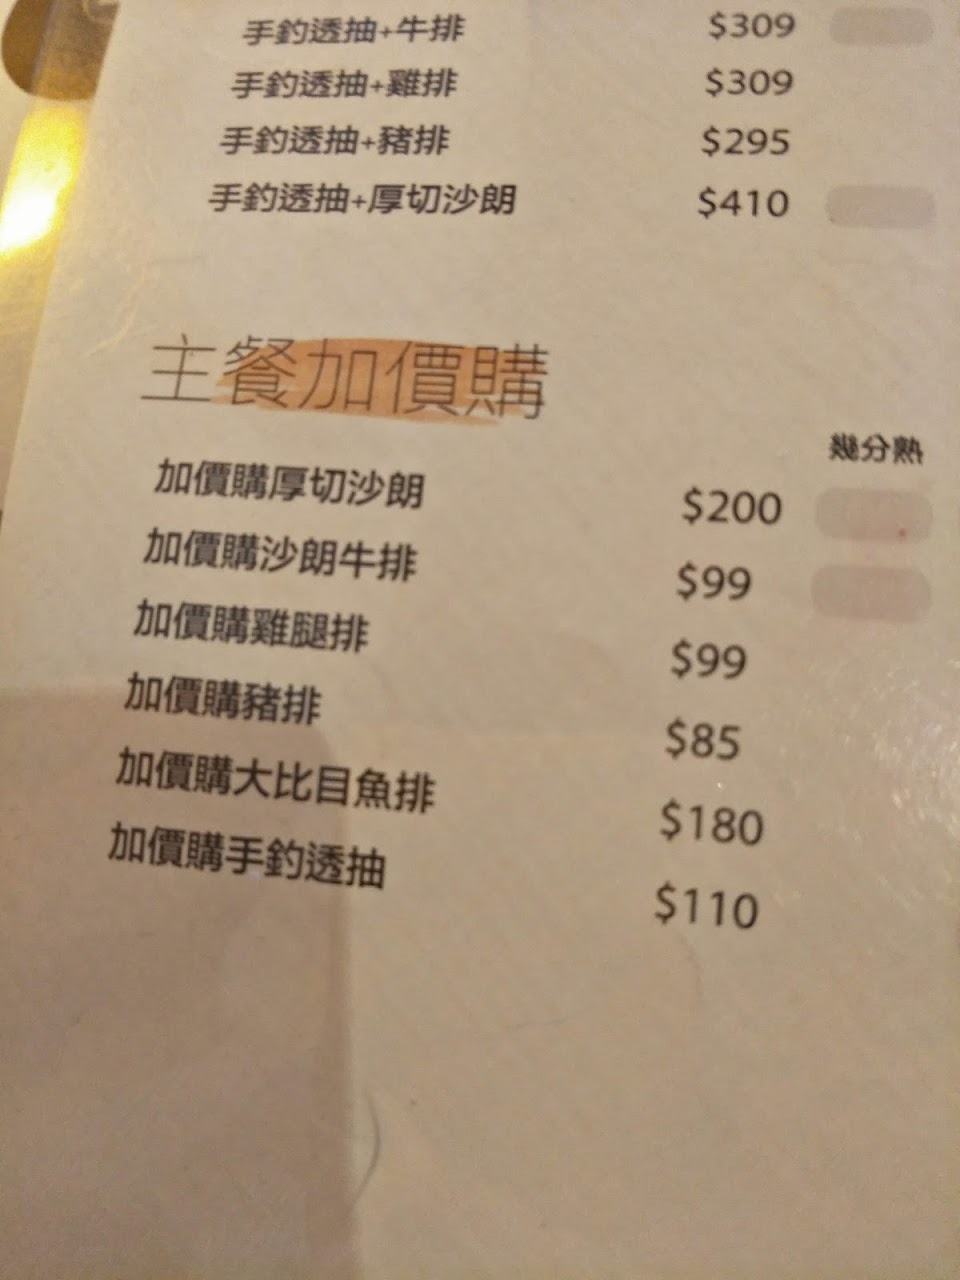 手釣透抽+牛排 $309
手釣透抽+雞排 $309
手釣透抽+豬排 $295
手釣透抽+厚切沙朗 $410
主餐加價購
幾分熟
加價購厚切沙朗 $200
加價購沙朗牛排 $99
加價購雞腿排 $99
加價購豬排 $85
加價購大比目魚排 $180
加價購手釣透抽 $110